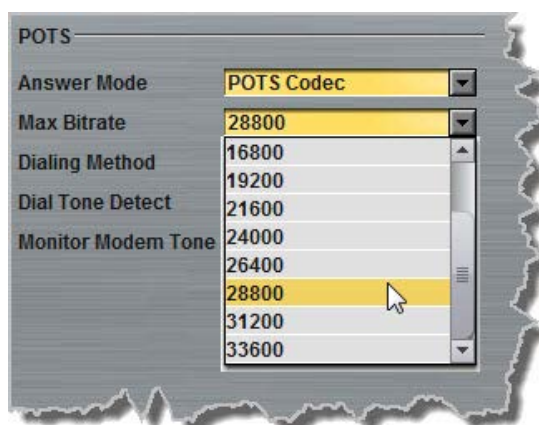 POTS
Answer Mode POTS Codec
Max Bitrate 28800
16800
Dialing Method
19200
Dial Tone Detect
21600
Monitor Modem Tone 24000
26400
28800
31200
33600